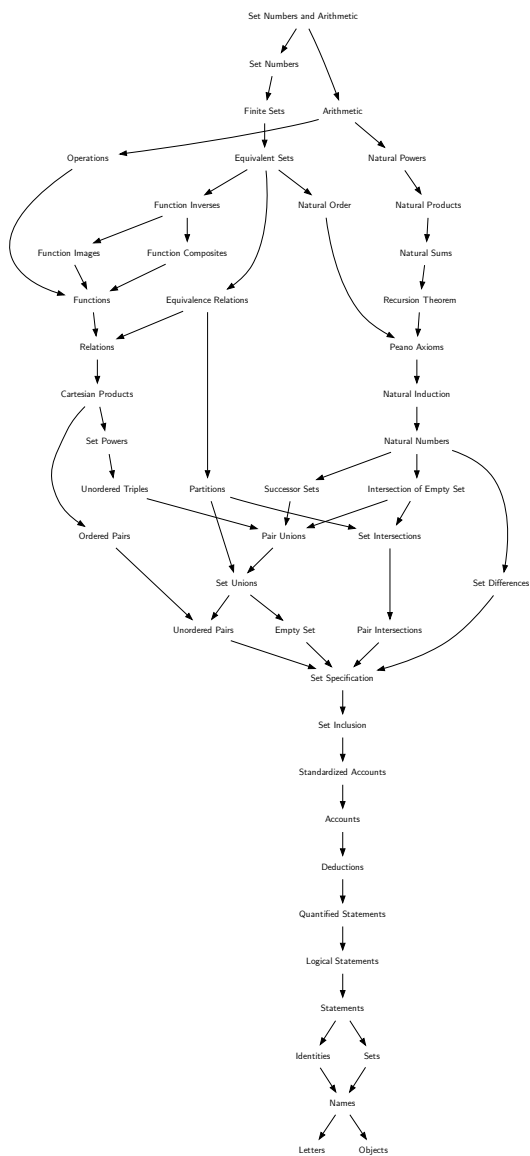 Set Numbers and Arithmetic
Set Numbers
Finite Sets
Arithmetic
Operations
Equivalent Sets
Natural Powers
Function Inverses
Natural Order
Natural Products
Function Images
Function Composites
Natural Sums
Functions
Equivalence Relations
Recursion Theorem
Relations
Peano Axioms
Cartesian Products
Natural Induction
Set Powers
Natural Numbers
Unordered Triples
Partitions
Successor Sets
Intersection of Empty Set
Ordered Pairs
Pair Unions
Set Intersections
Set Unions
Set Differences
Unordered Pairs
Empty Set
Pair Intersections
Set Specification
Set Inclusion
Standardized Accounts
Accounts
Deductions
Quantified Statements
Logical Statements
Statements
Identities
Sets
Names
Letters
Objects